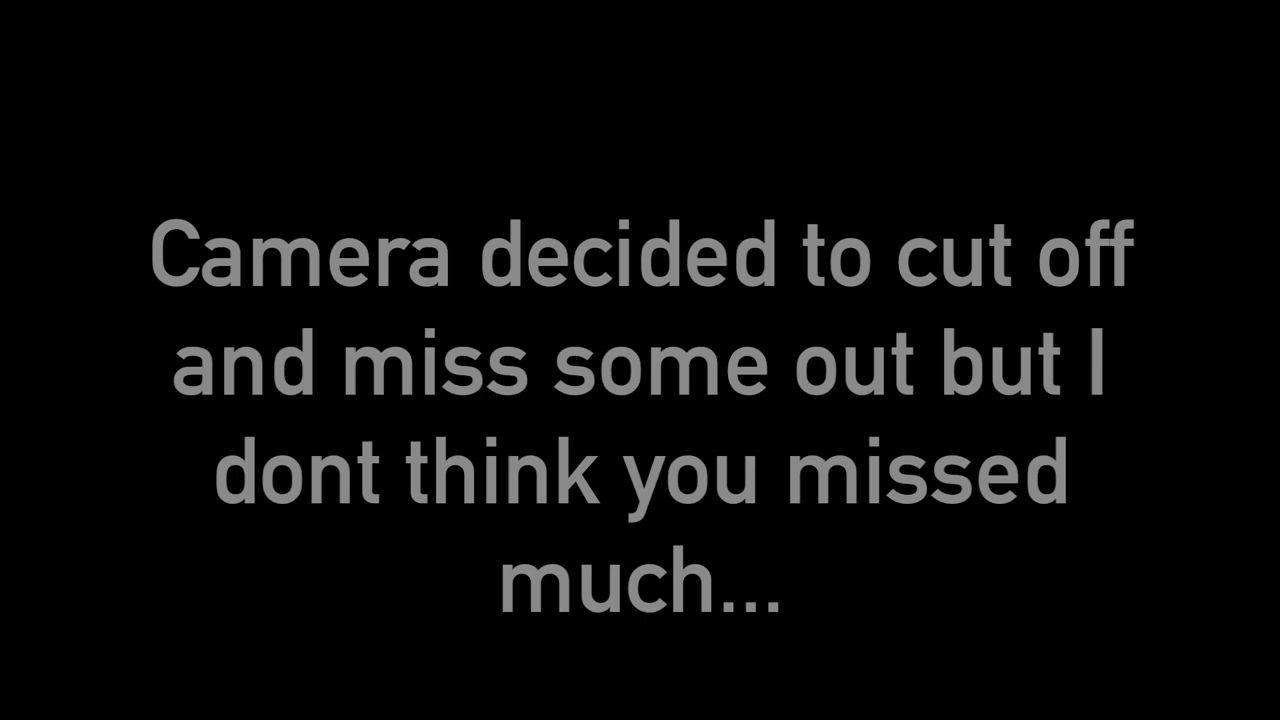 Camera decided to cut off
and miss some out but I
dont think you missed
much...